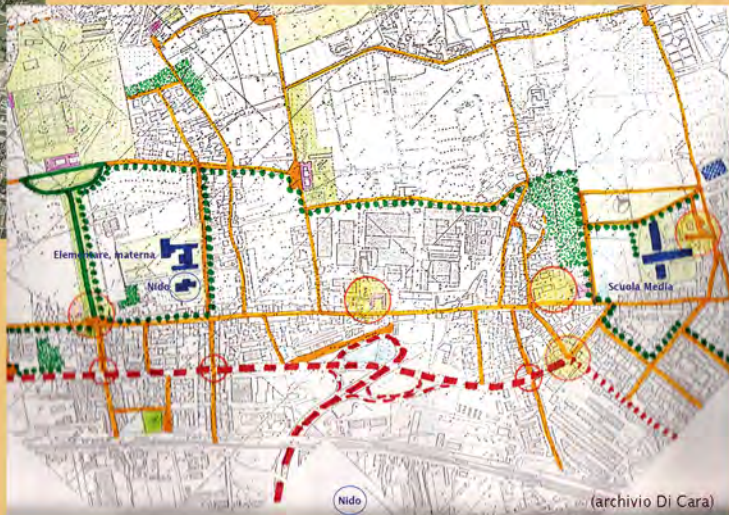 Elementare, materna
Nido
Scuola Media
Nido
(archivio Di Cara)